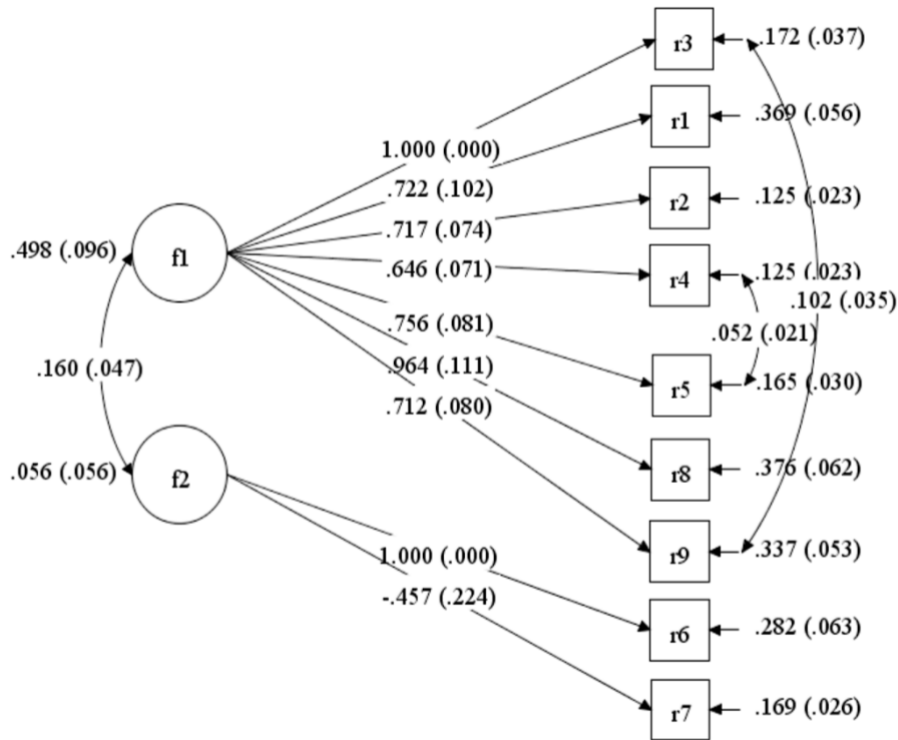 r3
.172 (.037)
r1
.369 (.056)
1.000 (.000)
.722 (.102)
r2
.125 (.023)
.717 (.074)
.498 (.096)
f1
.646 (.071)
r4
.125 (.023)
.102 (.035)
.756 (.081)
.052 (.021)
.160 (.047)
.964 (.111)
r5
.165 (.030)
.712 (.080)
.056 (.056)
f2
r8
.376 (.062)
1.000 (.000)
r9
.337 (.053)
-.457 (.224)
r6
.282 (.063)
r7
.169 (.026)